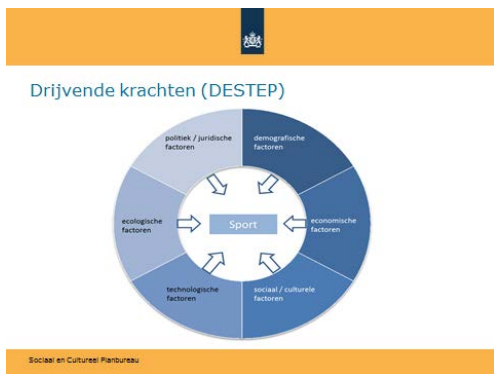 Drijvende krachten (DESTEP)
politiek / juridische
factoren
demografische
factoren
ecologische
factoren
Sport
economische
factoren
technologische
factoren
sociaal / culturele
factoren
Sociaal en Cultureel Planbureau